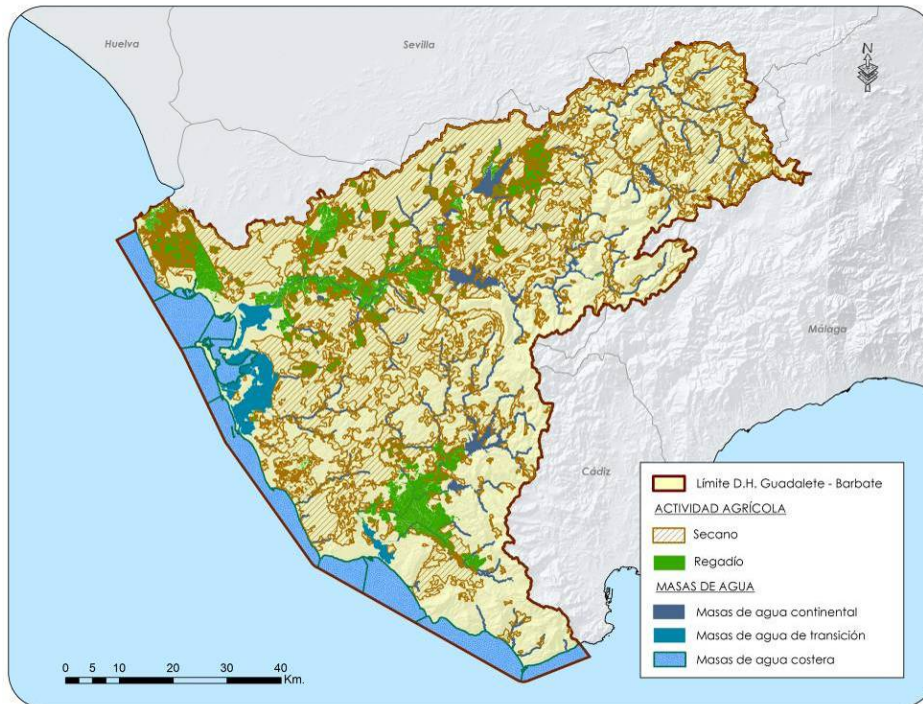 Huelva
Sevilla
N
Málaga
Cádiz
Límite D.H. Guadalete - Barbate
ACTIVIDAD AGRÍCOLA
Secano
Regadío
MASAS DE AGUA
Masas de agua continental
Masas de agua de transición
Masas de agua costera
0 5 10 20 30 40
Km.